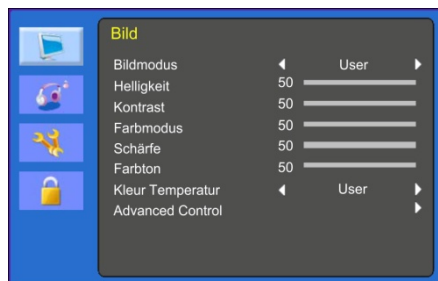 Bild
Bildmodus User
Helligkeit 50
Kontrast 50
Farbmodus 50
Schärfe 50
Farbton 50
Kleur Temperatur User
Advanced Control